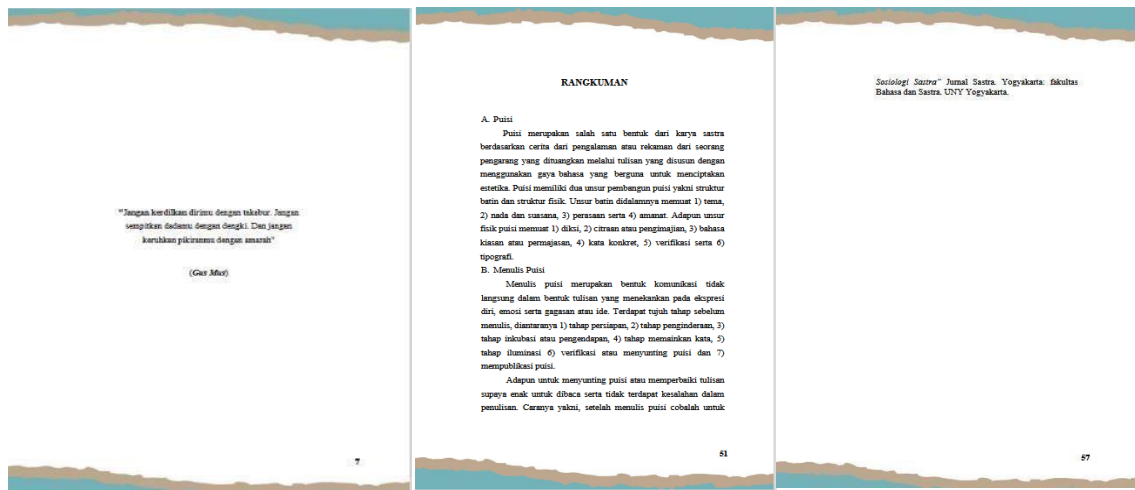 "Jangan kerdilkan dirimu dengan takabur. Jangan
sempitkan dadamu dengan dengki. Dan jangan
keruhkan pikiranmu dengan amarah"
(Gus Mus)
7
RANGKUMAN
A. Puisi
Puisi merupakan salah satu bentuk dari karya sastra
berdasarkan cerita dari pengalaman atau rekaman dari seorang
pengarang yang dituangkan melalui tulisan yang disusun dengan
menggunakan gaya bahasa yang berguna untuk menciptakan
estetika. Puisi memiliki dua unsur pembangun puisi yakni struktur
batin dan struktur fisik. Unsur batin didalamnya memuat 1) tema,
2) nada dan suasana, 3) perasaan serta 4) amanat. Adapun unsur
fisik puisi memuat 1) diksi, 2) citraan atau pengimajian, 3) bahasa
kiasan atau permajasan, 4) kata konkret, 5) verifikasi serta 6)
tipografi.
B. Menulis Puisi
Menulis puisi merupakan bentuk komunikasi tidak
langsung dalam bentuk tulisan yang menekankan pada ekspresi
diri, emosi serta gagasan atau ide. Terdapat tujuh tahap sebelum
menulis, diantaranya 1) tahap persiapan, 2) tahap penginderaan, 3)
tahap inkubasi atau pengendapan, 4) tahap memainkan kata, 5)
tahap iluminasi 6) verifikasi atau menyunting puisi dan 7)
mempublikasi puisi.
Adapun untuk menyunting puisi atau memperbaiki tulisan
supaya enak untuk dibaca serta tidak terdapat kesalahan dalam
penulisan. Caranya yakni, setelah menulis puisi cobalah untuk
51
Sosiologi Sastra" Jurnal Sastra. Yogyakarta: fakultas
Bahasa dan Sastra. UNY Yogyakarta.
57